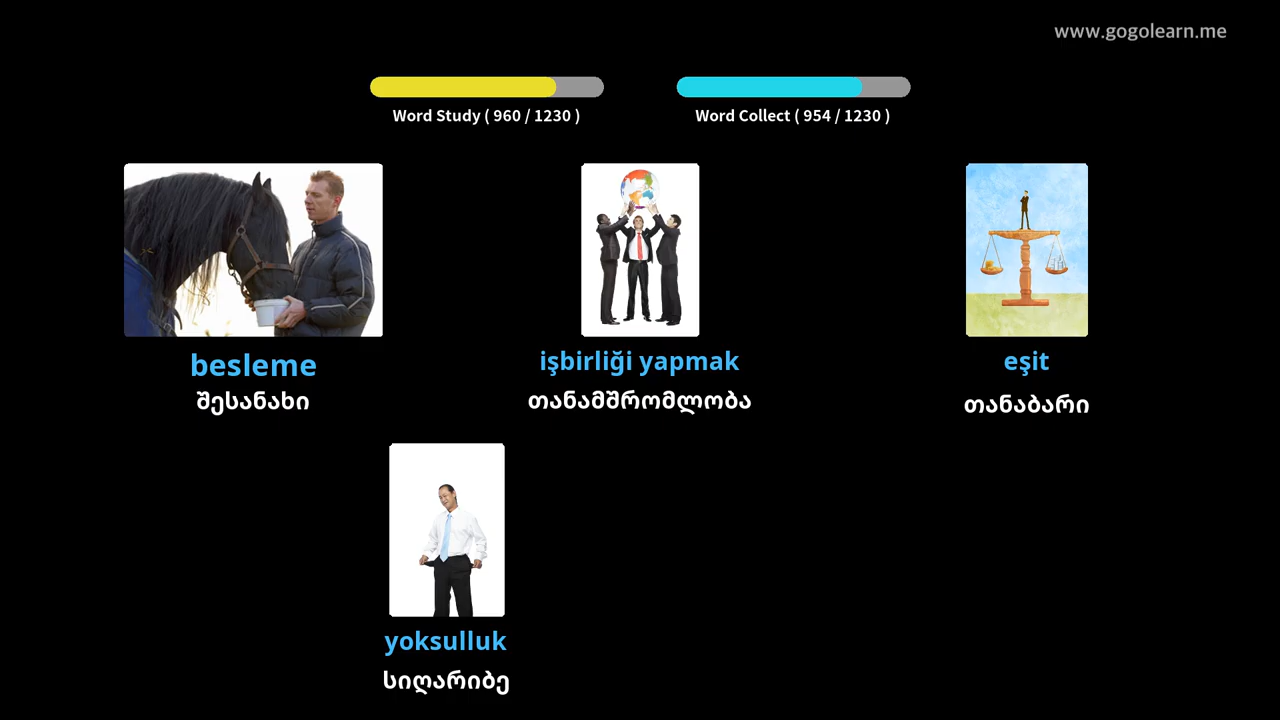 www.gogolearn.me
Word Study ( 960 / 1230 )
Word Collect ( 954 / 1230 )
besleme
შესანახი
işbirliği yapmak
თანამშრომლობა
eşit
თანაბარი
yoksulluk
სიღარიბე